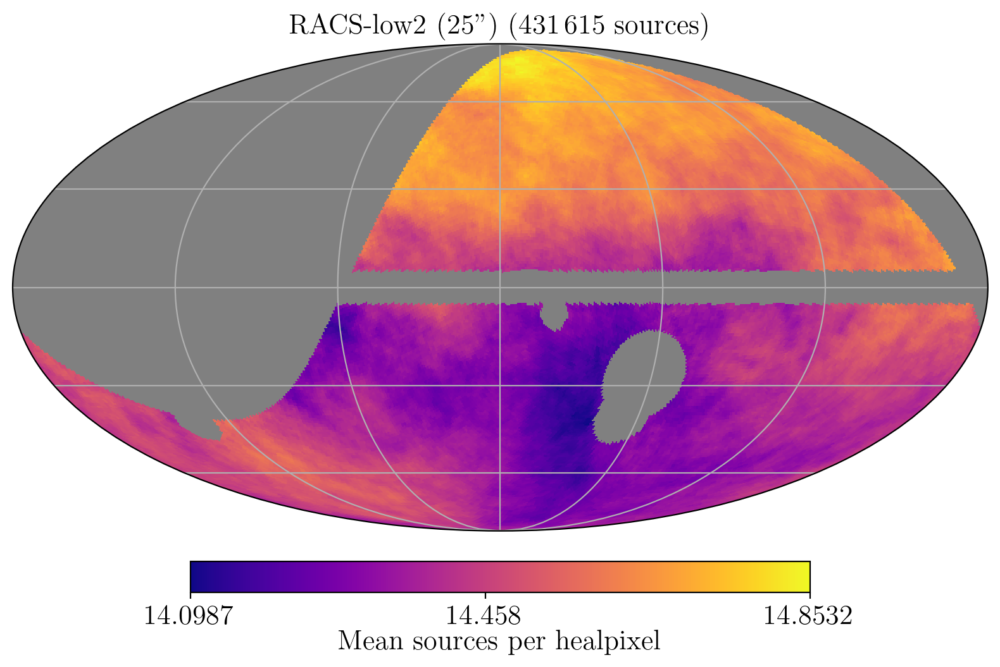 RACS-low2 (25”) (431 615 sources)
14.0987 14.458 14.8532
Mean sources per healpixel